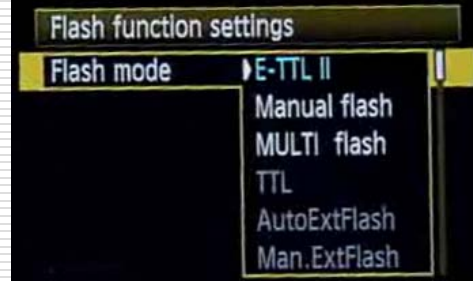 Flash function settings
Flash mode E-TTL II
Manual flash
MULTI flash
TTL
AutoExtFlash
Man.ExtFlash